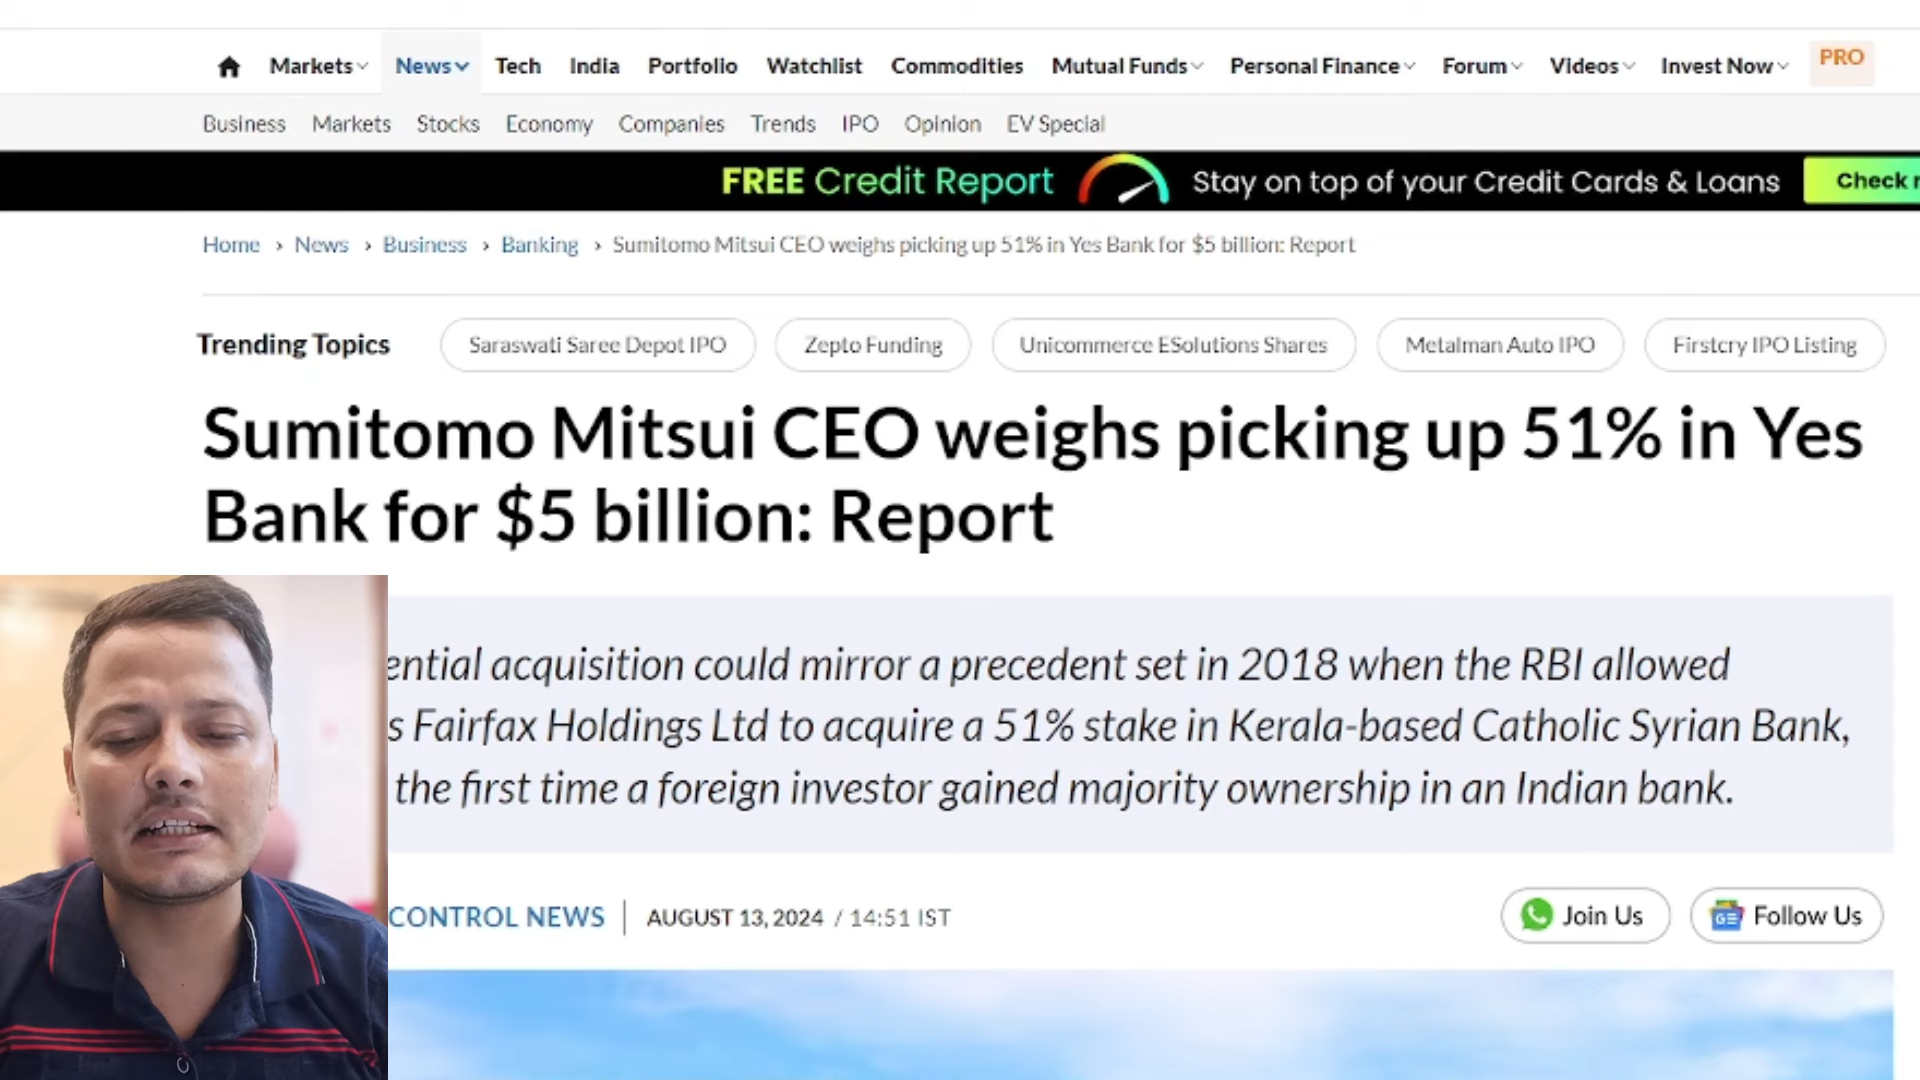 Markets News Tech India Portfolio Watchlist Commodities Mutual Funds Personal Finance Forum Videos Invest Now PRO
Business Markets Stocks Economy Companies Trends IPO Opinion EV Special
FREE Credit Report Stay on top of your Credit Cards & Loans Check
Home › News › Business › Banking › Sumitomo Mitsui CEO weighs picking up 51% in Yes Bank for $5 billion: Report
Trending Topics Saraswati Saree Depot IPO Zepto Funding Unicommerce ESolutions Shares Metalman Auto IPO Firstcry IPO Listing
Sumitomo Mitsui CEO weighs picking up 51% in Yes
Bank for $5 billion: Report
ential acquisition could mirror a precedent set in 2018 when the RBI allowed
s Fairfax Holdings Ltd to acquire a 51% stake in Kerala-based Catholic Syrian Bank,
the first time a foreign investor gained majority ownership in an Indian bank.
CONTROL NEWS | AUGUST 13, 2024 / 14:51 IST Join Us GE Follow Us